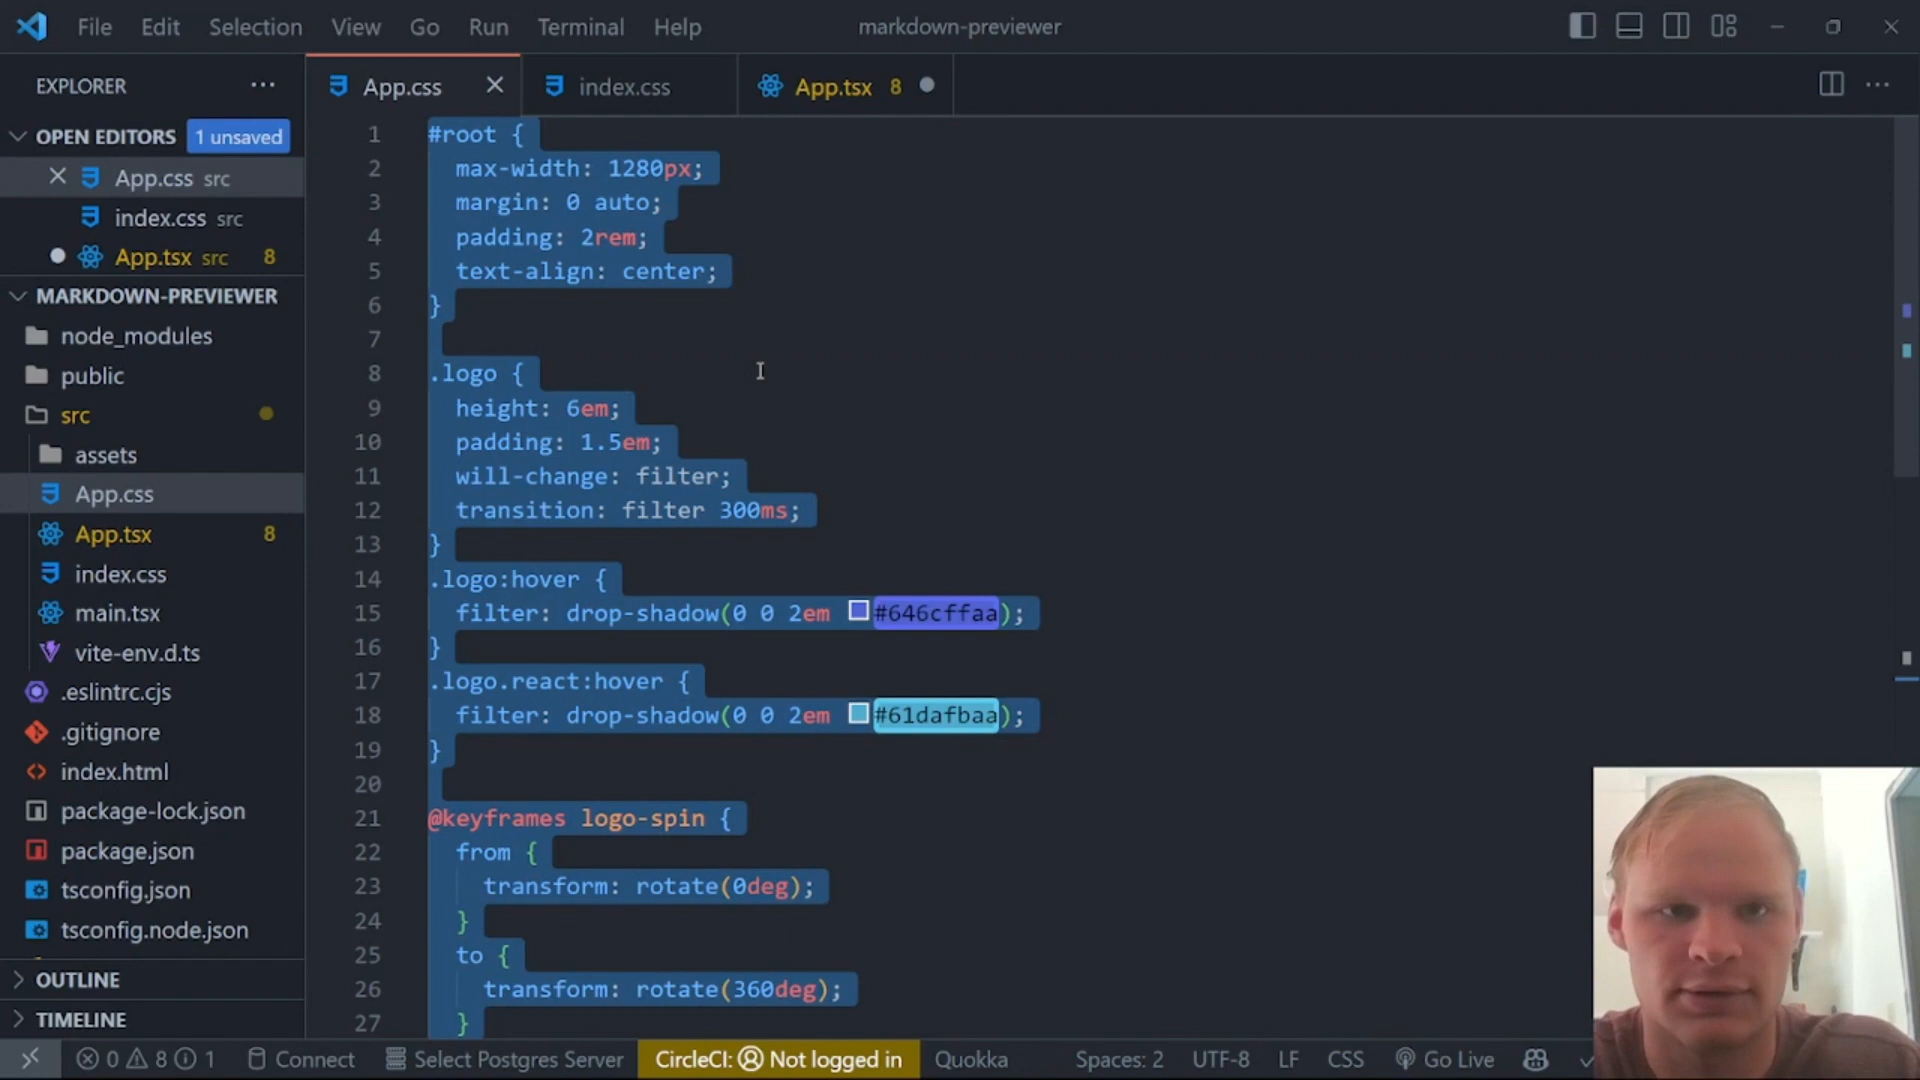 File Edit Selection View Go Run Terminal Help markdown-previewer
EXPLORER
App.css index.css App.tsx 8
OPEN EDITORS 1 unsaved
App.css src
index.css src
App.tsx src 8
MARKDOWN-PREVIEWER
node_modules
public
src
assets
App.css
App.tsx 8
index.css
main.tsx
vite-env.d.ts
.eslintrc.cjs
.gitignore
index.html
package-lock.json
package.json
tsconfig.json
tsconfig.node.json
OUTLINE
TIMELINE
1 #root {
2 max-width: 1280px;
3 margin: 0 auto;
4 padding: 2rem;
5 text-align: center;
6 }
7
8 .logo {
9 height: 6em;
10 padding: 1.5em;
11 will-change: filter;
12 transition: filter 300ms;
13 }
14 .logo:hover {
15 filter: drop-shadow(0 0 2em #646cffaa);
16 }
17 .logo.react:hover {
18 filter: drop-shadow(0 0 2em #61dafbaa);
19 }
20
21 @keyframes logo-spin {
22 from {
23 transform: rotate(0deg);
24 }
25 to {
26 transform: rotate(360deg);
27 }
0 8 1 Connect Select Postgres Server CircleCI: Not logged in Quokka Spaces: 2 UTF-8 LF CSS Go Live